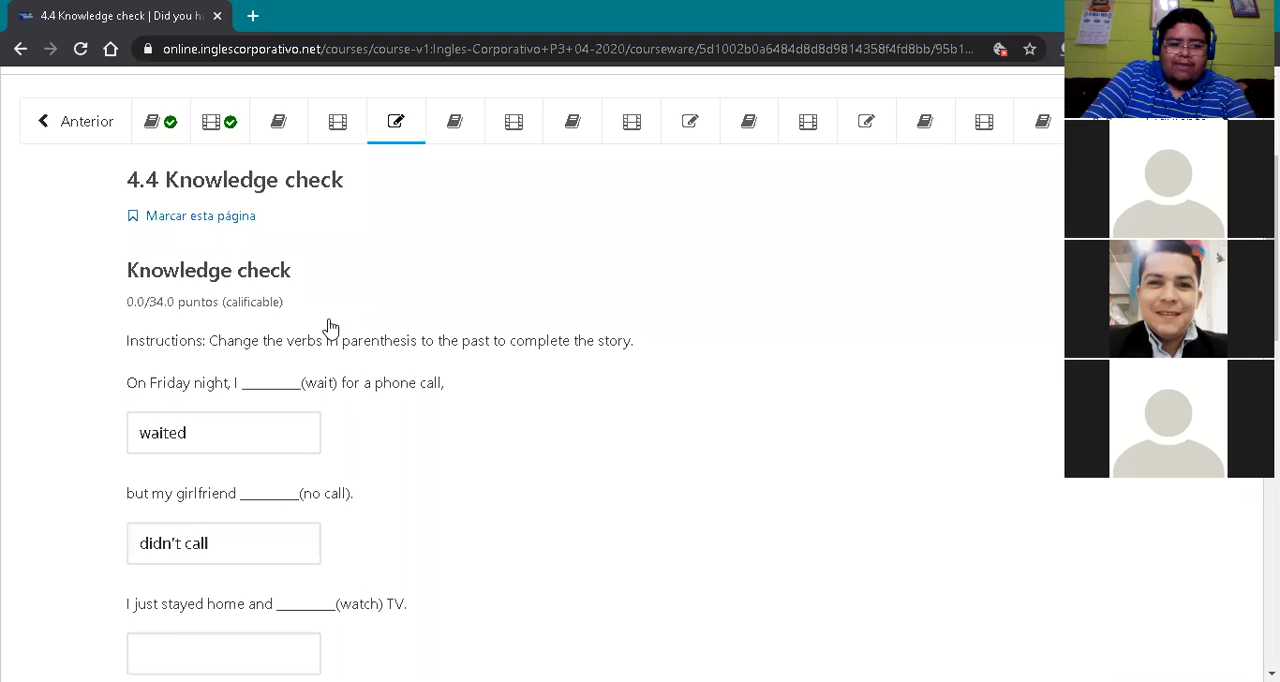 4.4 Knowledge check | Did you ha
online.inglescorporativo.net/courses/course-v1:Ingles-Corporativo+P3+04-2020/courseware/5d1002b0a6484d8d8d9814358f4fd8bb/95b1...
Anterior
4.4 Knowledge check
Marcar esta página
Knowledge check
0.0/34.0 puntos (calificable)
Instructions: Change the verbs in parenthesis to the past to complete the story.
On Friday night, I ________(wait) for a phone call,
waited
but my girlfriend ________(no call).
didn't call
I just stayed home and ________(watch) TV.